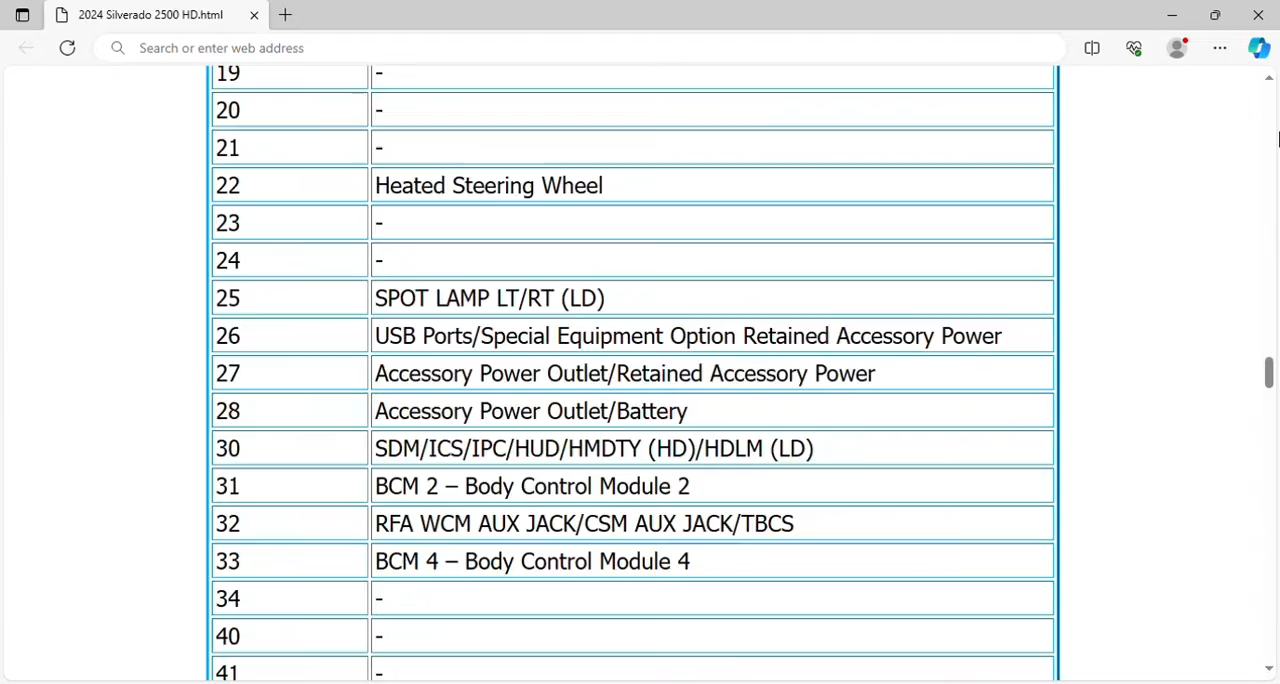 2024 Silverado 2500 HD.html
Search or enter web address
19 -
20 -
21 -
22 Heated Steering Wheel
23 -
24 -
25 SPOT LAMP LT/RT (LD)
26 USB Ports/Special Equipment Option Retained Accessory Power
27 Accessory Power Outlet/Retained Accessory Power
28 Accessory Power Outlet/Battery
30 SDM/ICS/IPC/HUD/HMDTY (HD)/HDLM (LD)
31 BCM 2 – Body Control Module 2
32 RFA WCM AUX JACK/CSM AUX JACK/TBCS
33 BCM 4 – Body Control Module 4
34 -
40 -
41 -